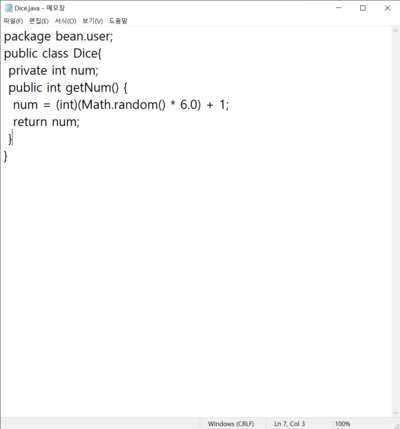 Dice.java - 메모장
파일(F) 편집(E) 서식(O) 보기(V) 도움말
package bean.user;
public class Dice{
 private int num;
 public int getNum() {
  num = (int)(Math.random() * 6.0) + 1;
  return num;
 }
}
Windows (CRLF) Ln 7, Col 3 100%